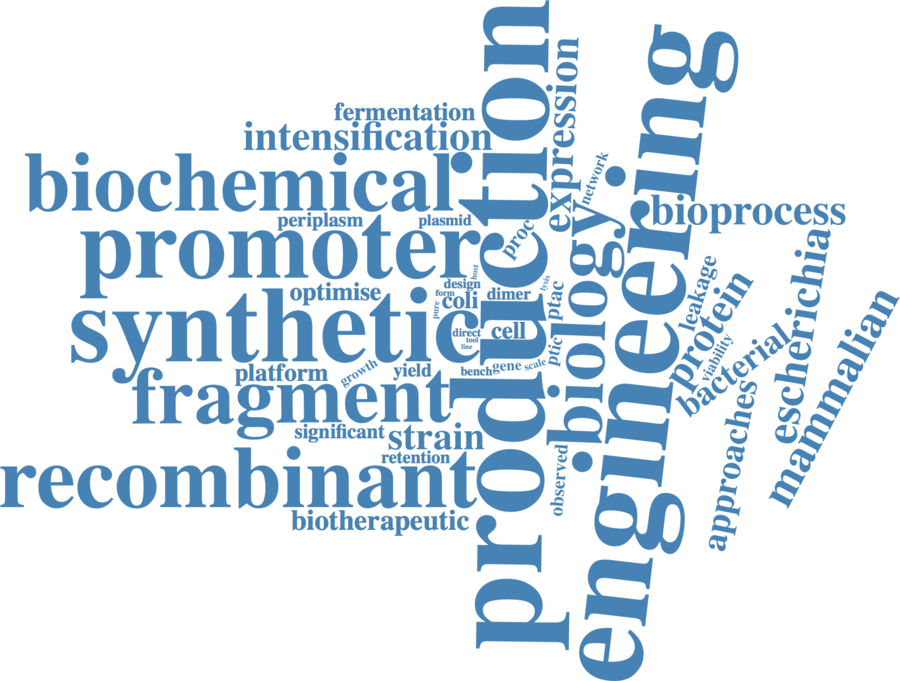 fermentation
intensification
biochemical
periplasm
plasmid
promoter
optimise
synthetic
platform
growth
yield
fragment
significant
strain
retention
recombinant
biotherapeutic
host
design
form
coli
pure
direct
tool
line
dimer
cell
bench
gene
scale
lysis
proc
production
expression
network
ptac
ptic
biology
observed
engineering
bioprocess
leakage
protein
viability
bacterial
approaches
escherichia
mammalian